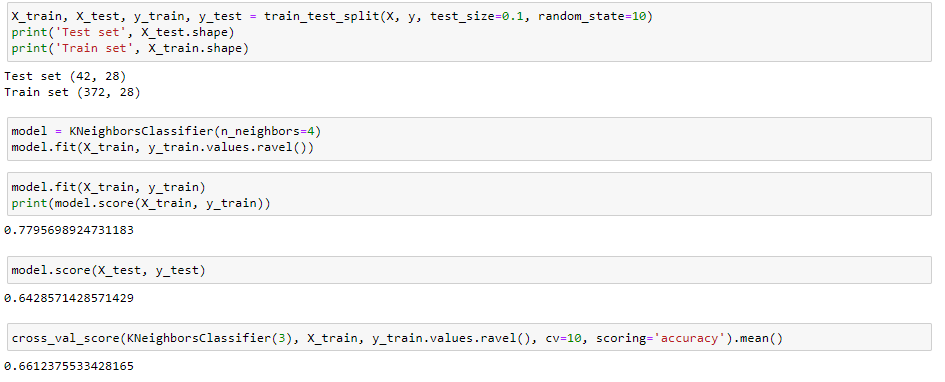 X_train, X_test, y_train, y_test = train_test_split(X, y, test_size=0.1, random_state=10)
print('Test set', X_test.shape)
print('Train set', X_train.shape)
Test set (42, 28)
Train set (372, 28)
model = KNeighborsClassifier(n_neighbors=4)
model.fit(X_train, y_train.values.ravel())
model.fit(X_train, y_train)
print(model.score(X_train, y_train))
0.7795698924731183
model.score(X_test, y_test)
0.6428571428571429
cross_val_score(KNeighborsClassifier(3), X_train, y_train.values.ravel(), cv=10, scoring='accuracy').mean()
0.6612375533428165